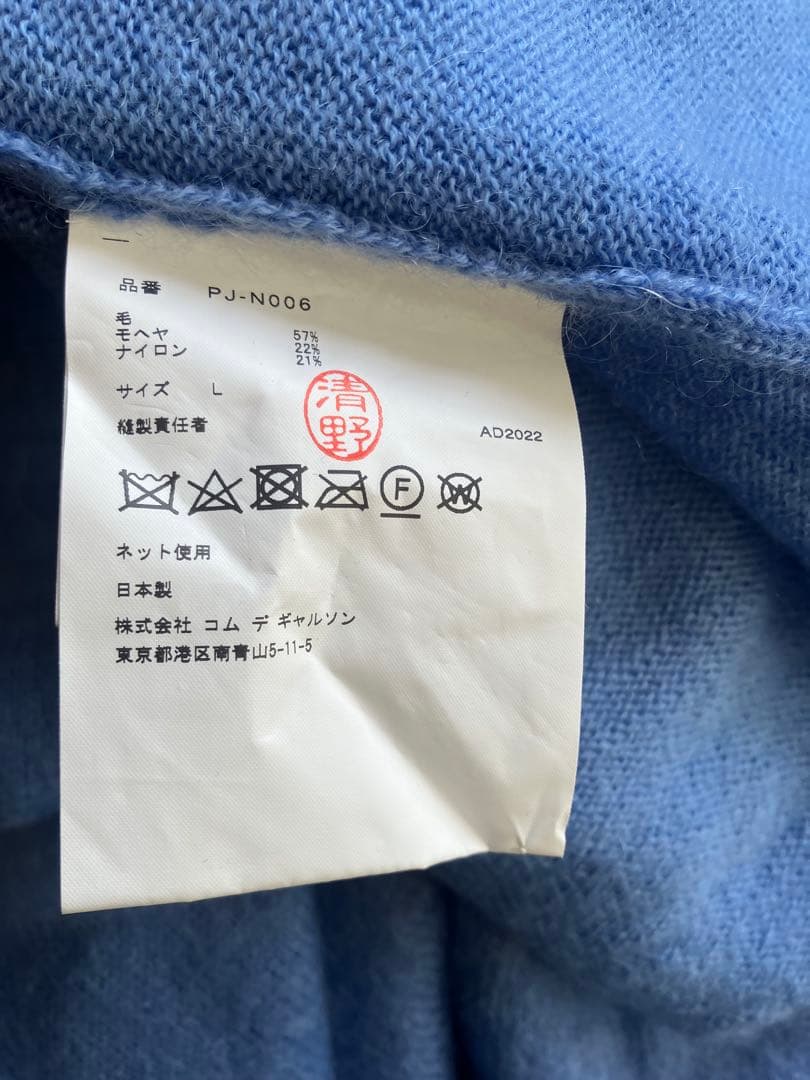 品番 PJ-N006
毛 57%
モヘヤ 22%
ナイロン 21%
サイズ L
縫製責任者 清野
AD2022
F W
ネット使用
日本製
株式会社 コム デ ギャルソン
東京都港区南青山5-11-5